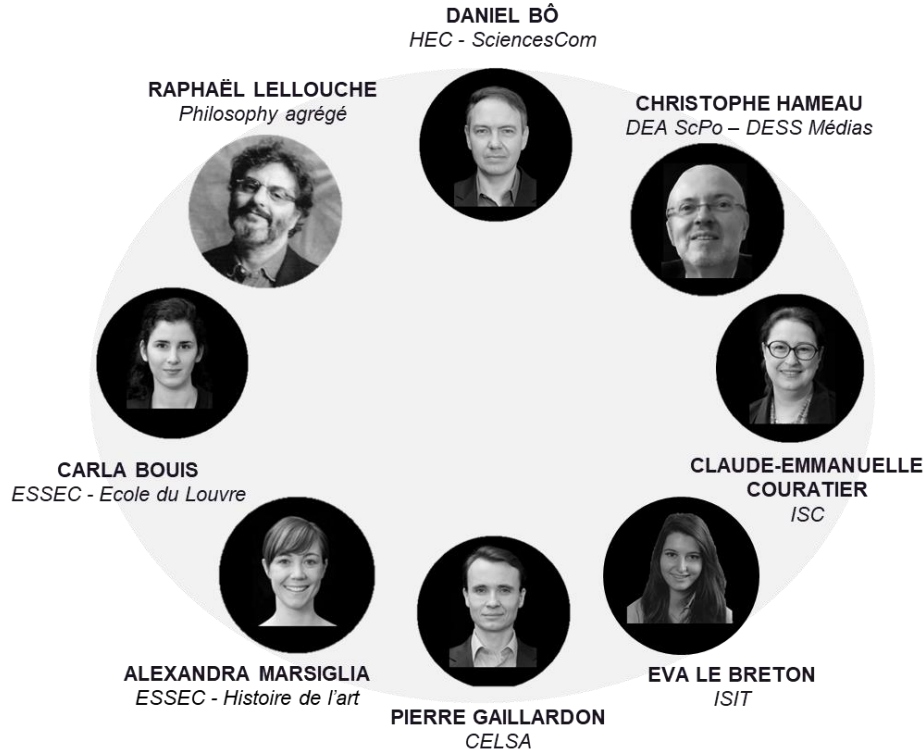 DANIEL BÔ
HEC - SciencesCom
RAPHAËL LELLOUCHE
Philosophy agrégé
CHRISTOPHE HAMEAU
DEA ScPo – DESS Médias
CARLA BOUIS
ESSEC - Ecole du Louvre
CLAUDE-EMMANUELLE
COURATIER
ISC
ALEXANDRA MARSIGLIA
ESSEC - Histoire de l’art
EVA LE BRETON
ISIT
PIERRE GAILLARDON
CELSA